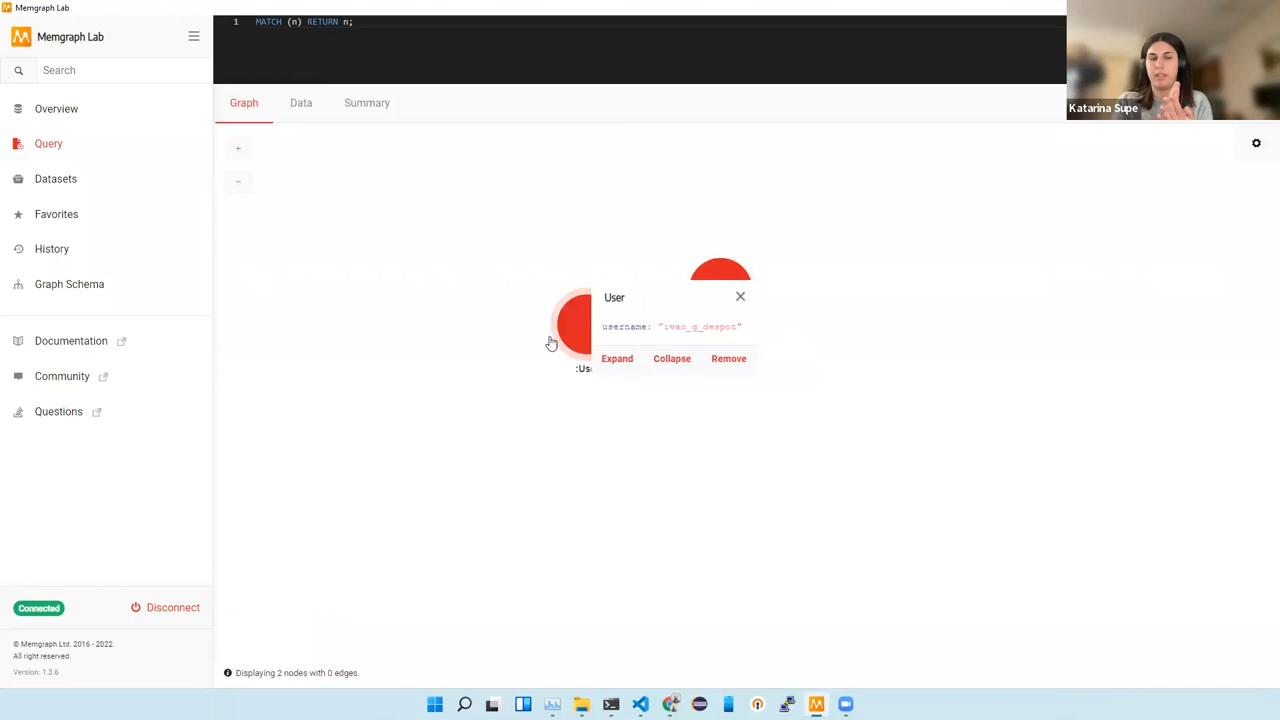 Memgraph Lab
Memgraph Lab
Search
Overview
Query
Datasets
Favorites
History
Graph Schema
Documentation
Community
Questions
Connected
Disconnect
© Memgraph Ltd. 2016 - 2022.
All right reserved.
Version: 1.3.6
1 MATCH (n) RETURN n;
Graph Data Summary
+
−
User
username: "ivan_g_despot"
Expand Collapse Remove
:Use
Displaying 2 nodes with 0 edges.
Katarina Supe